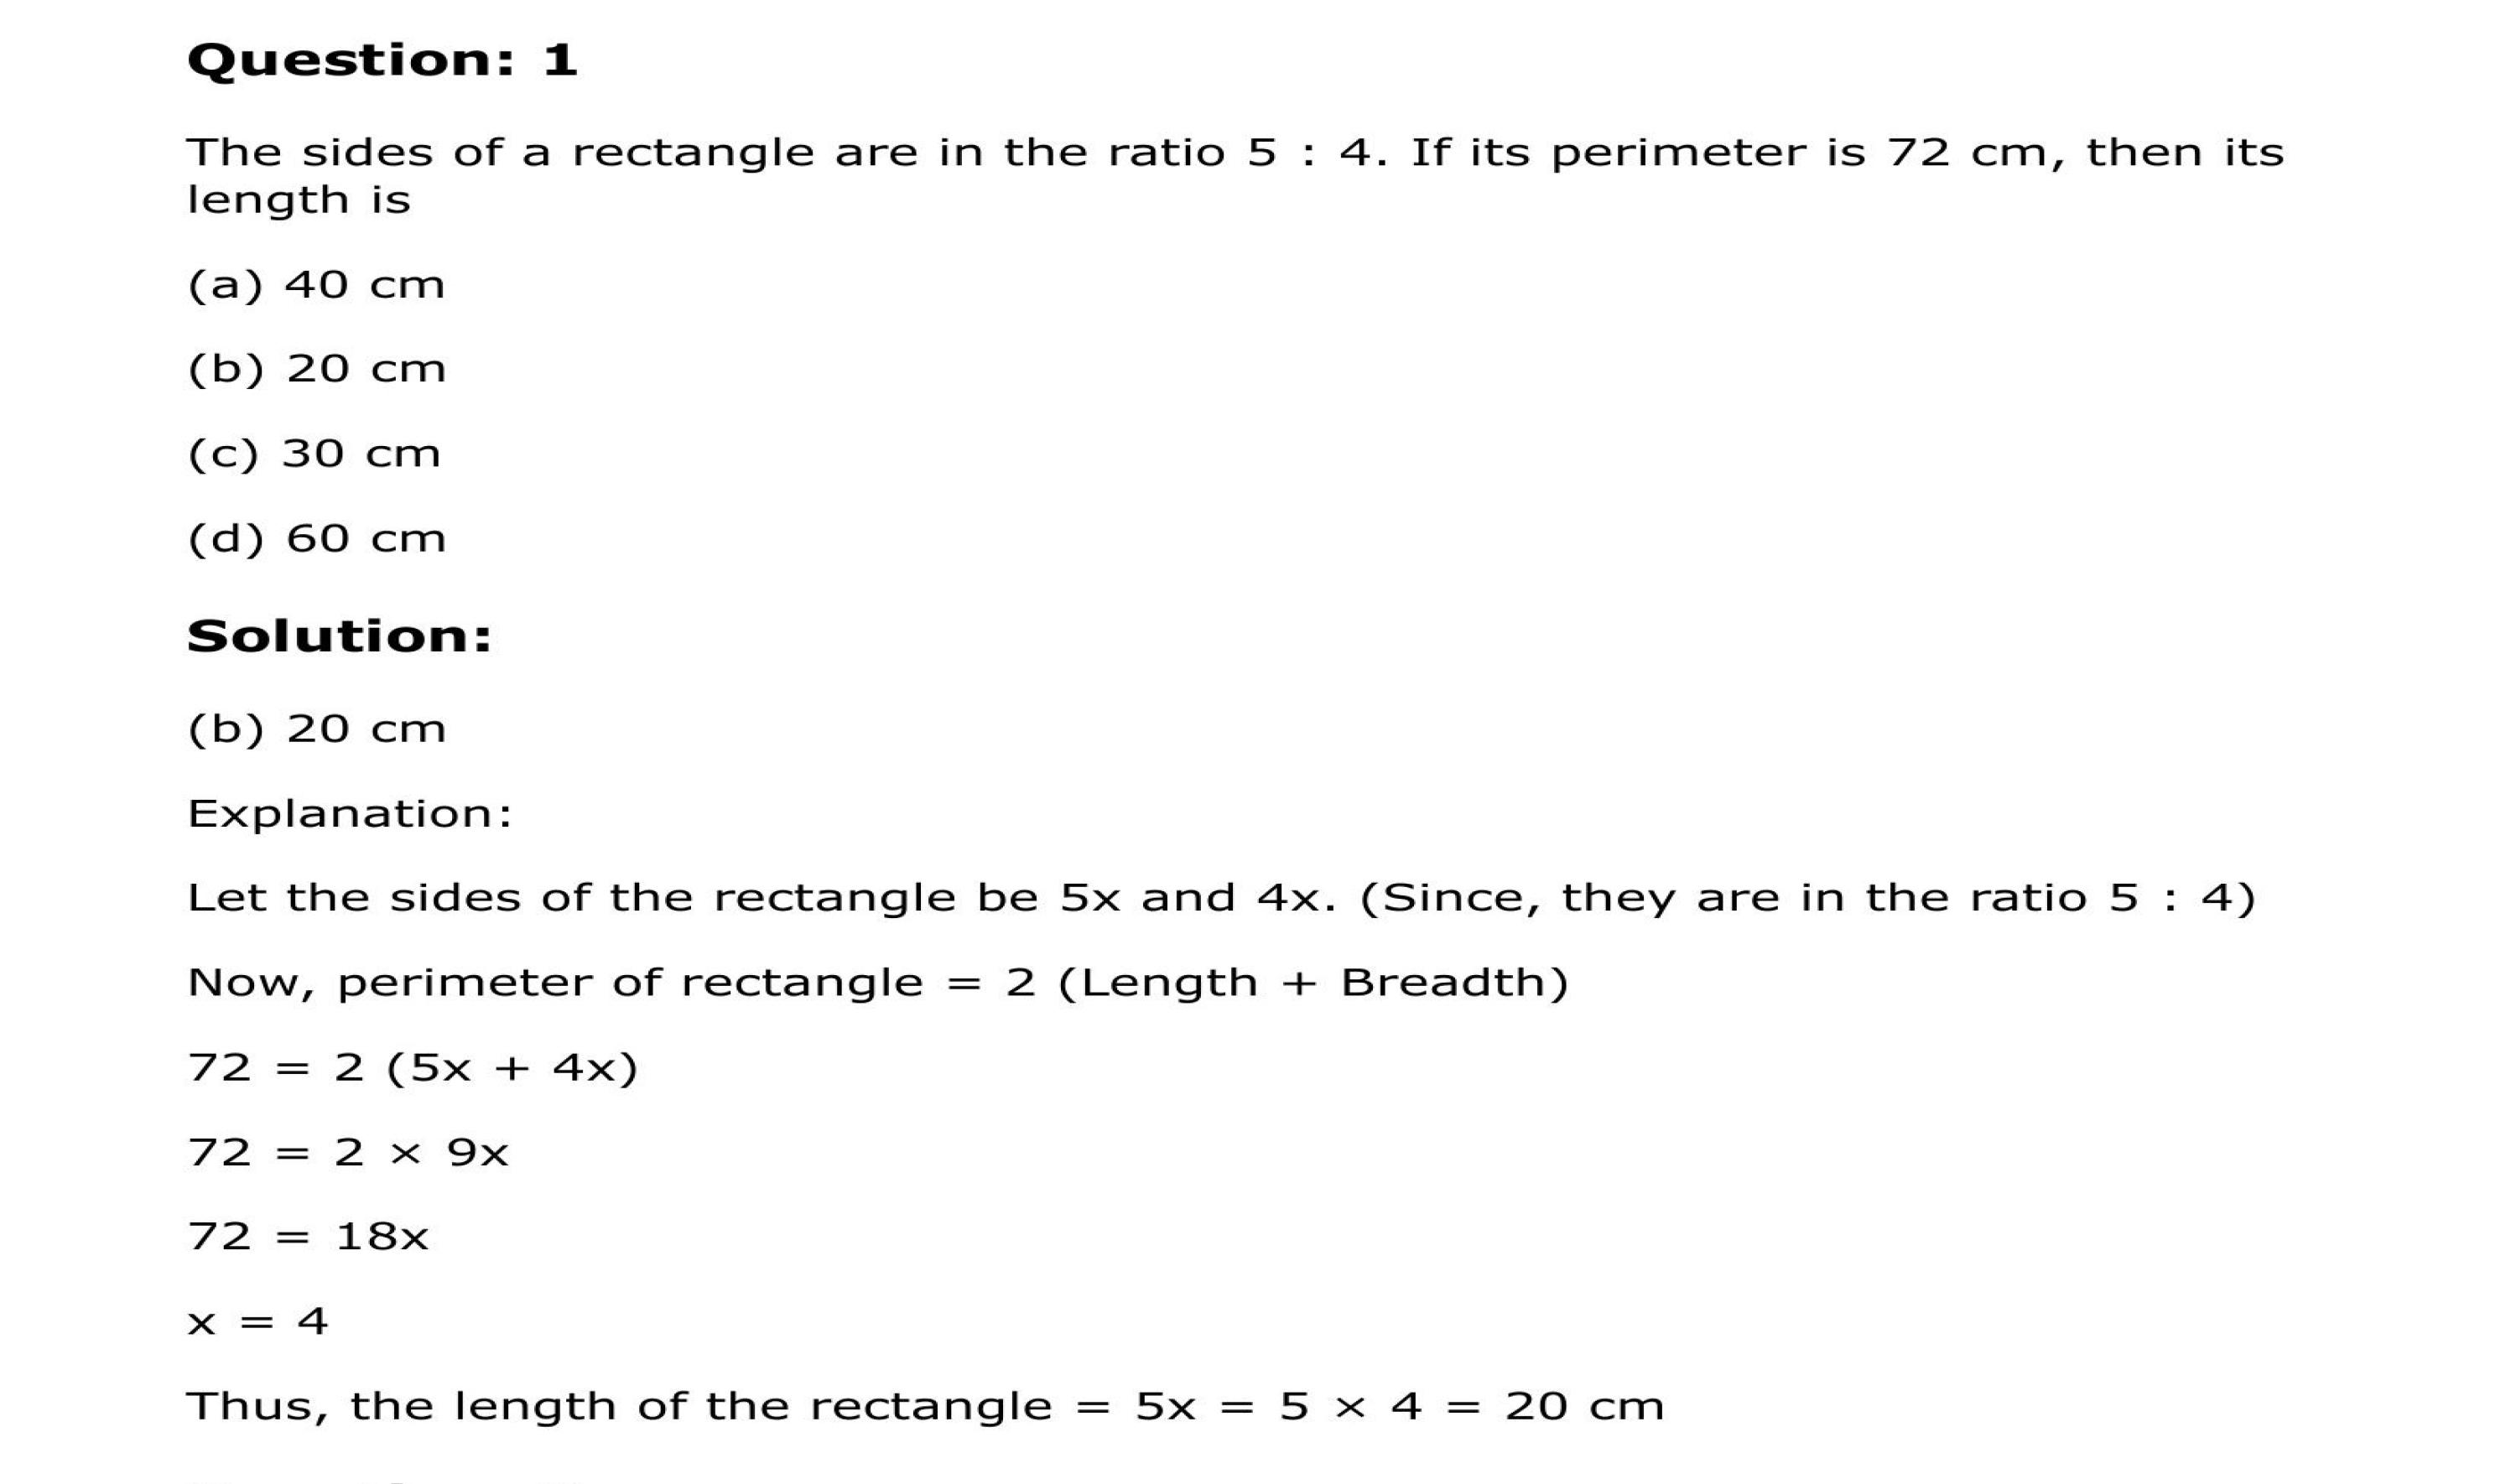 Question: 1
The sides of a rectangle are in the ratio 5 : 4. If its perimeter is 72 cm, then its
length is
(a) 40 cm
(b) 20 cm
(c) 30 cm
(d) 60 cm
Solution:
(b) 20 cm
Explanation:
Let the sides of the rectangle be 5x and 4x. (Since, they are in the ratio 5 : 4)
Now, perimeter of rectangle = 2 (Length + Breadth)
72 = 2 (5x + 4x)
72 = 2 × 9x
72 = 18x
x = 4
Thus, the length of the rectangle = 5x = 5 × 4 = 20 cm